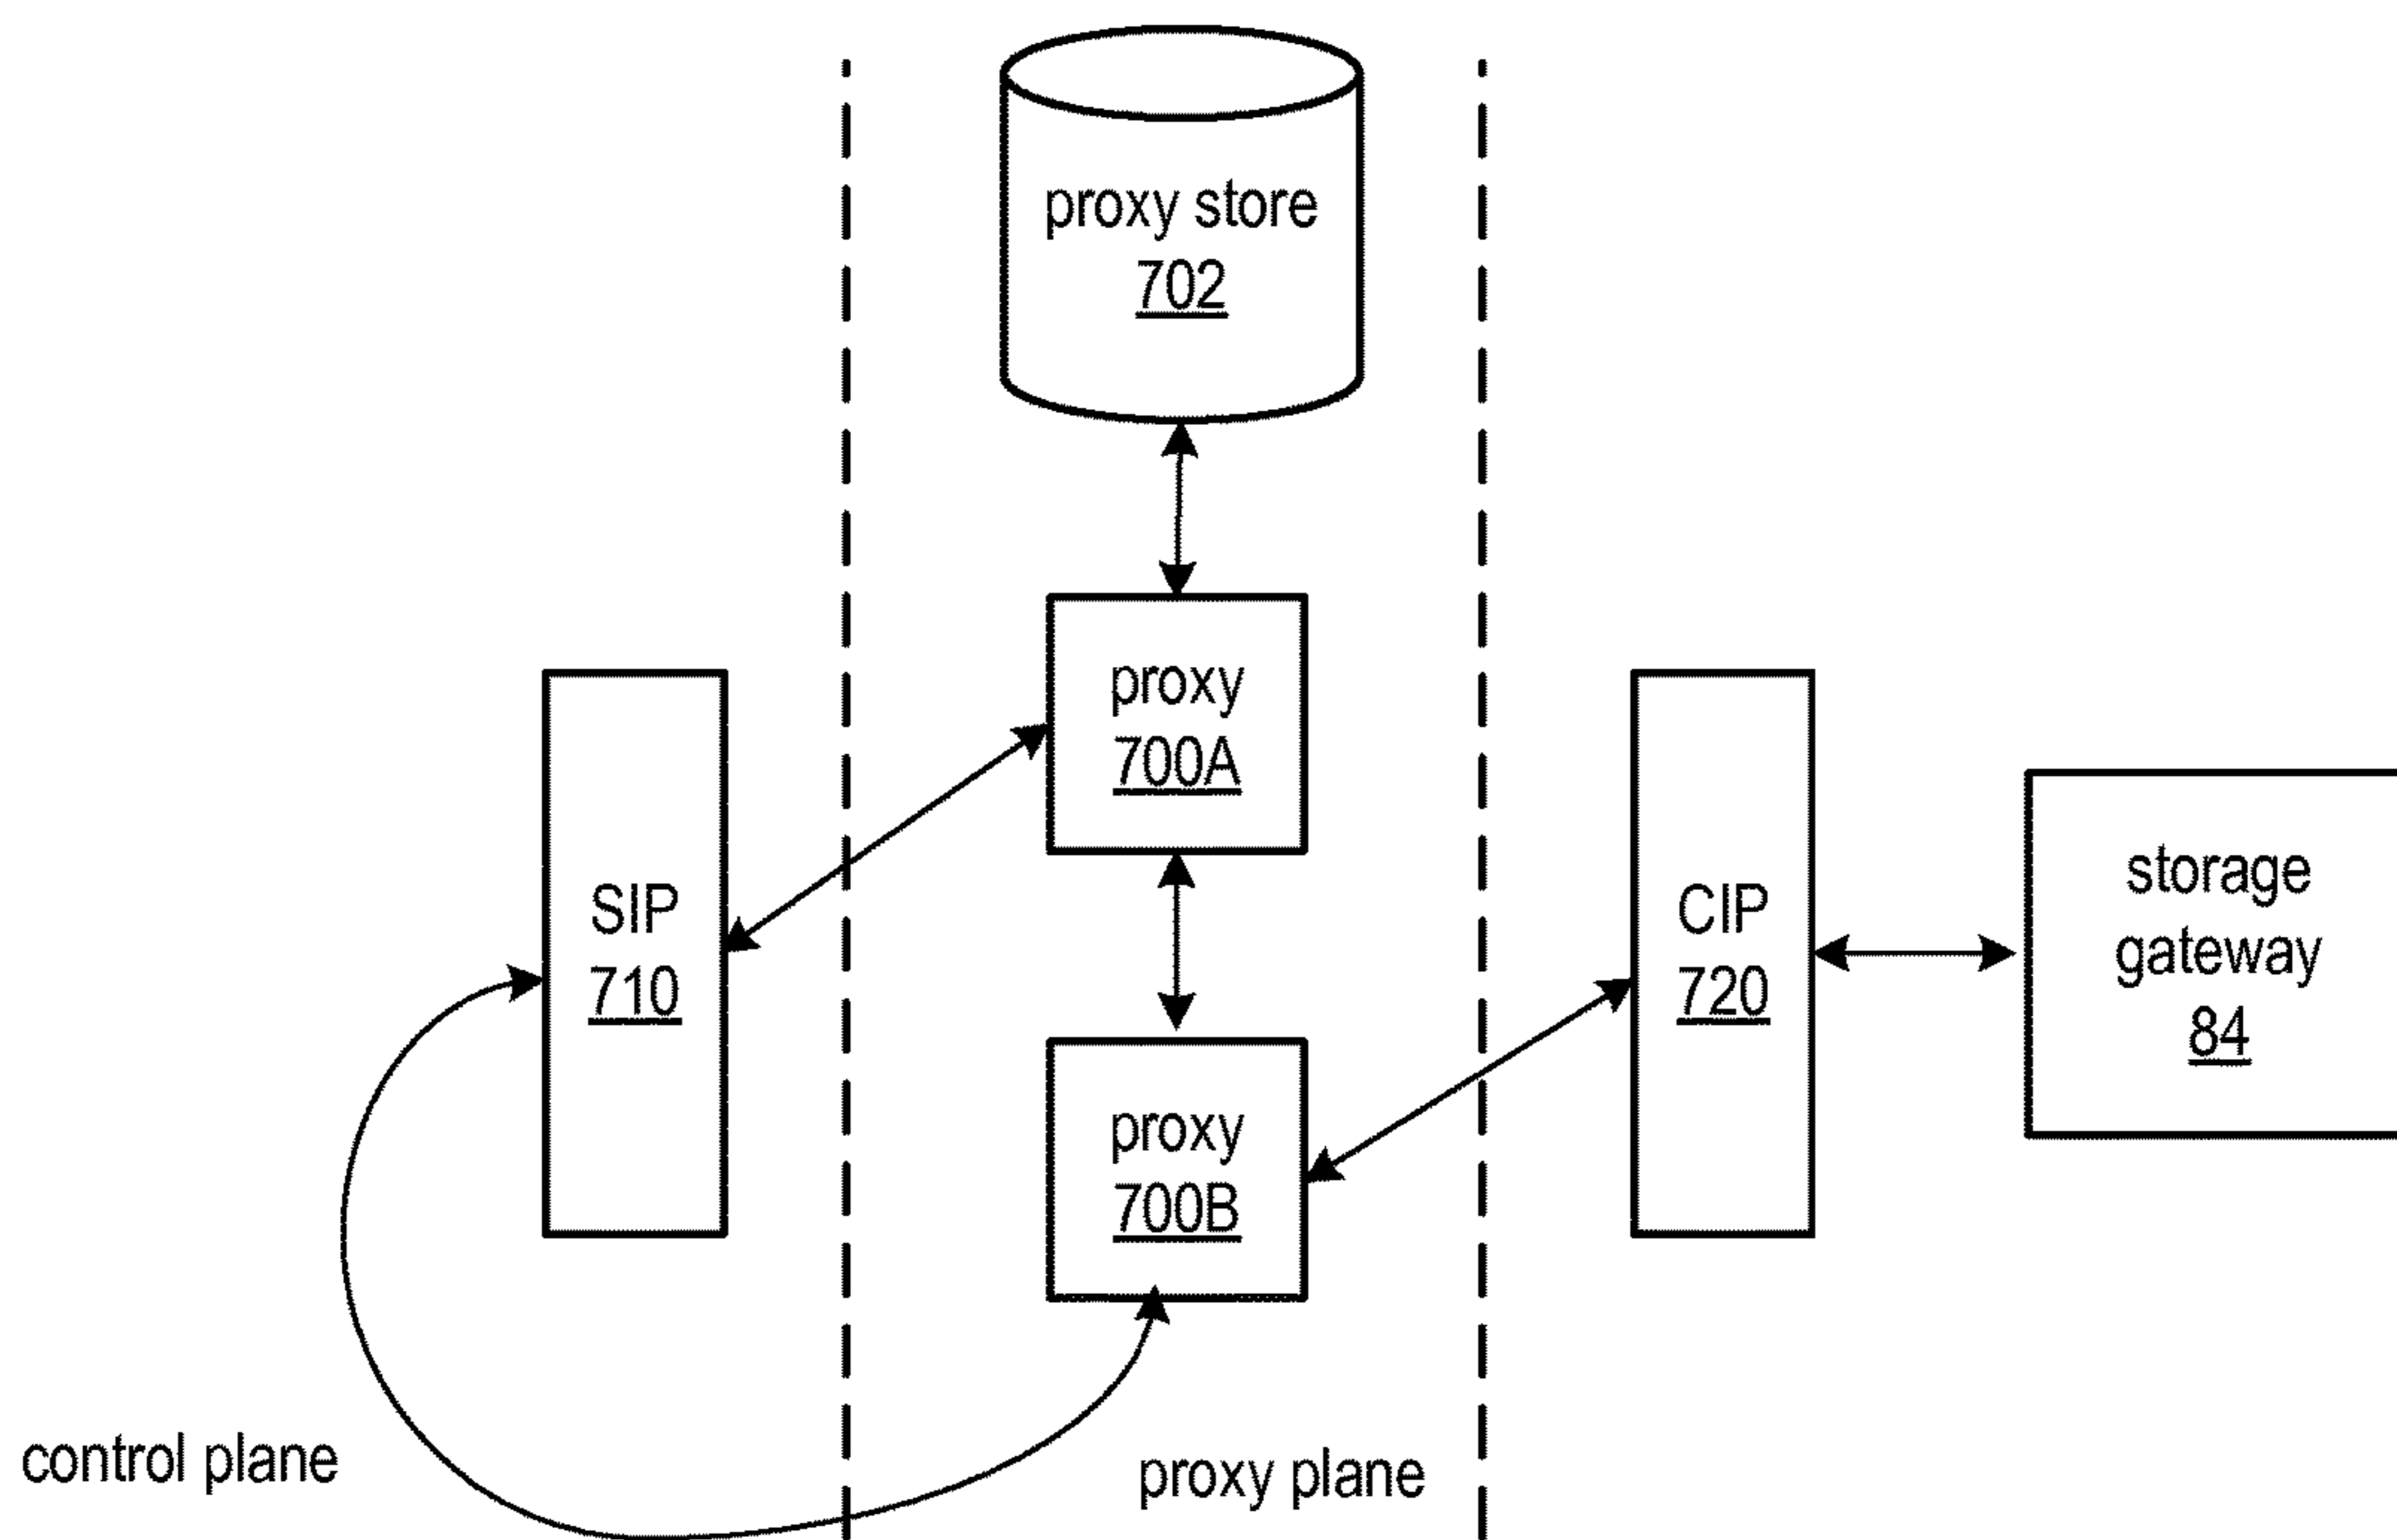 proxy store
702
proxy
700A
SIP
710
CIP
720
storage
gateway
84
proxy
700B
control plane
proxy plane